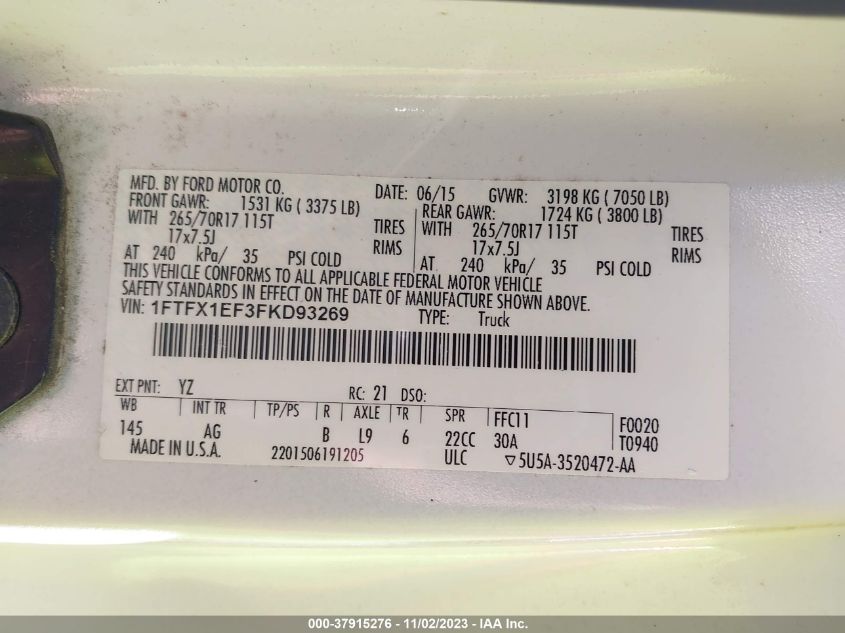 MFD. BY FORD MOTOR CO. DATE: 06/15 GVWR: 3198 KG ( 7050 LB)
FRONT GAWR: 1531 KG ( 3375 LB) REAR GAWR: 1724 KG ( 3800 LB)
WITH 265/70R17 115T TIRES WITH 265/70R17 115T TIRES
17x7.5J RIMS 17x7.5J RIMS
AT 240 kPa/ 35 PSI COLD AT 240 kPa/ 35 PSI COLD
THIS VEHICLE CONFORMS TO ALL APPLICABLE FEDERAL MOTOR VEHICLE
SAFETY STANDARDS IN EFFECT ON THE DATE OF MANUFACTURE SHOWN ABOVE.
VIN: 1FTFX1EF3FKD93269 TYPE: Truck
EXT PNT: YZ RC: 21 DSO:
WB INT TR TP/PS R AXLE TR SPR FFC11 F0020
145 AG B L9 6 22CC 30A T0940
MADE IN U.S.A. 2201506191205 ULC ▽5U5A-3520472-AA
000-37915276 - 11/02/2023 - IAA Inc.